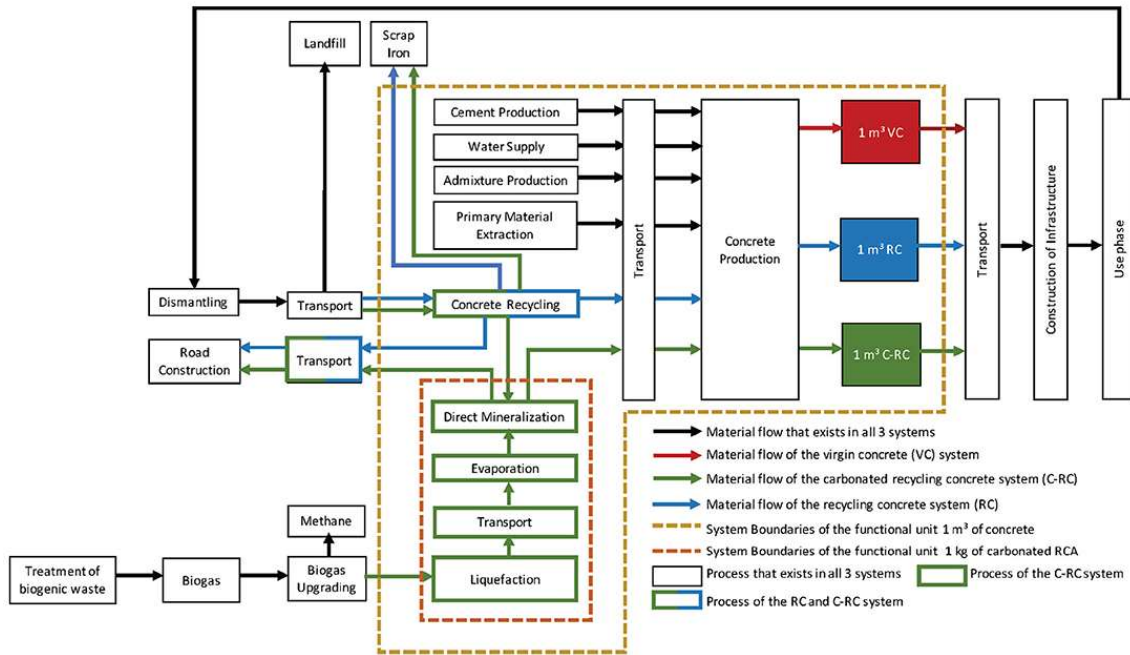 Landfill
Scrap
Iron
Cement Production
Water Supply
Admixture Production
Primary Material
Extraction
Transport
Concrete
Production
1 m³ VC
1 m³ RC
1 m³ C-RC
Transport
Construction of Infrastructure
Use phase
Dismantling
Transport
Concrete Recycling
Road
Construction
Transport
Direct Mineralization
Evaporation
Transport
Liquefaction
Methane
Treatment of
biogenic waste
Biogas
Biogas
Upgrading
Material flow that exists in all 3 systems
Material flow of the virgin concrete (VC) system
Material flow of the carbonated recycling concrete system (C-RC)
Material flow of the recycling concrete system (RC)
System Boundaries of the functional unit 1 m³ of concrete
System Boundaries of the functional unit 1 kg of carbonated RCA
Process that exists in all 3 systems
Process of the C-RC system
Process of the RC and C-RC system